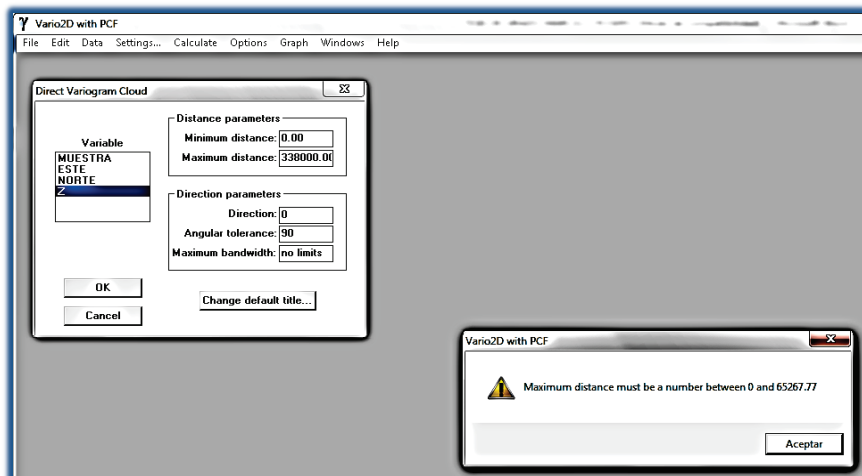 γ Vario2D with PCF
File Edit Data Settings... Calculate Options Graph Windows Help
Direct Variogram Cloud
Variable
MUESTRA
ESTE
NORTE
Z
Distance parameters
Minimum distance: 0.00
Maximum distance: 338000.00
Direction parameters
Direction: 0
Angular tolerance: 90
Maximum bandwidth: no limits
OK
Cancel
Change default title...
Vario2D with PCF
Maximum distance must be a number between 0 and 65267.77
Aceptar